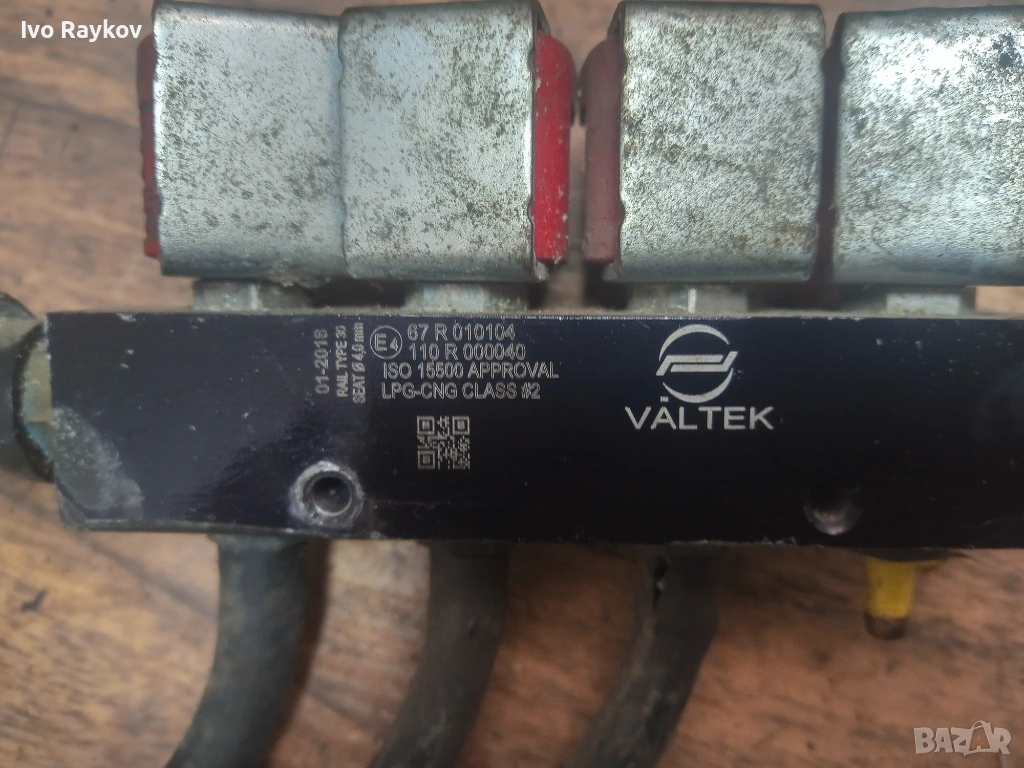 Ivo Raykov
01-2018
RAIL TYPE 30
SEAT Ø 4,0 mm
E4
67 R 010104
110 R 000040
ISO 15500 APPROVAL
LPG-CNG CLASS #2
VALTEK
BAZAR